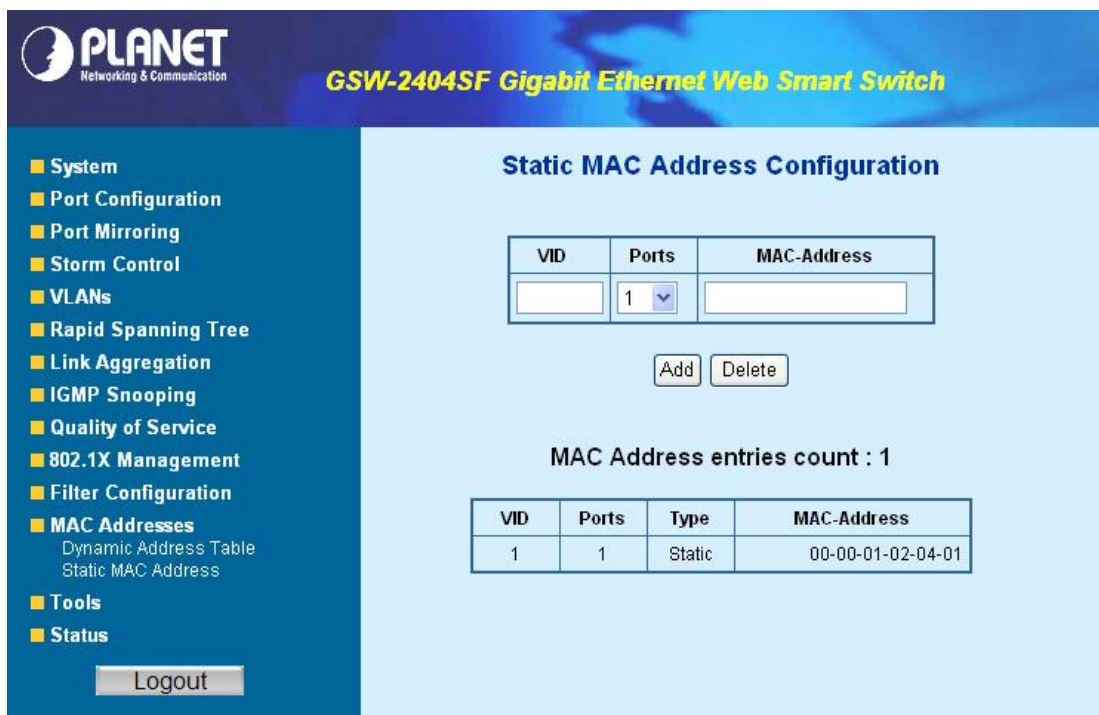 PLANET
Networking & Communication
GSW-2404SF Gigabit Ethernet Web Smart Switch
System
Port Configuration
Port Mirroring
Storm Control
VLANs
Rapid Spanning Tree
Link Aggregation
IGMP Snooping
Quality of Service
802.1X Management
Filter Configuration
MAC Addresses
Dynamic Address Table
Static MAC Address
Tools
Status
Logout
Static MAC Address Configuration
VID Ports MAC-Address
1
Add Delete
MAC Address entries count : 1
VID Ports Type MAC-Address
1 1 Static 00-00-01-02-04-01